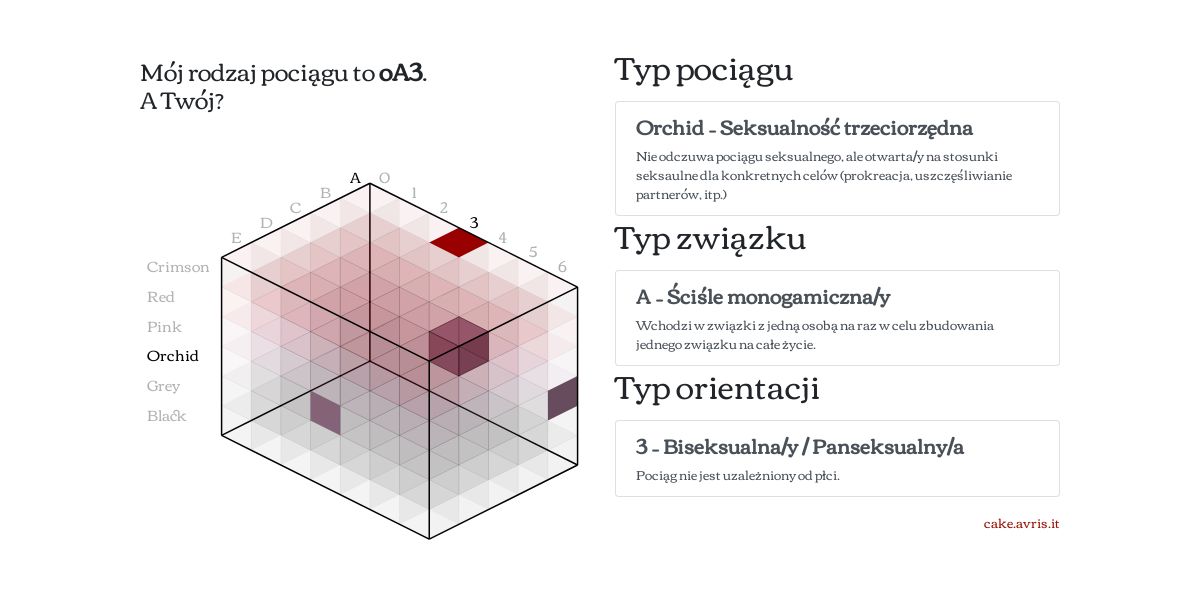 Mój rodzaj pociągu to oA3.
A Twój?
A O
B 1
C 2
D 3
E 4
5
6
Crimson
Red
Pink
Orchid
Grey
Black
Typ pociągu
Orchid – Seksualność trzeciorzędna
Nie odczuwa pociągu seksualnego, ale otwarta/y na stosunki
seksaulne dla konkretnych celów (prokreacja, uszczęśliwianie
partnerów, itp.)
Typ związku
A – Ściśle monogamiczna/y
Wchodzi w związki z jedną osobą na raz w celu zbudowania
jednego związku na całe życie.
Typ orientacji
3 – Biseksualna/y / Panseksualny/a
Pociąg nie jest uzależniony od płci.
cake.avris.it